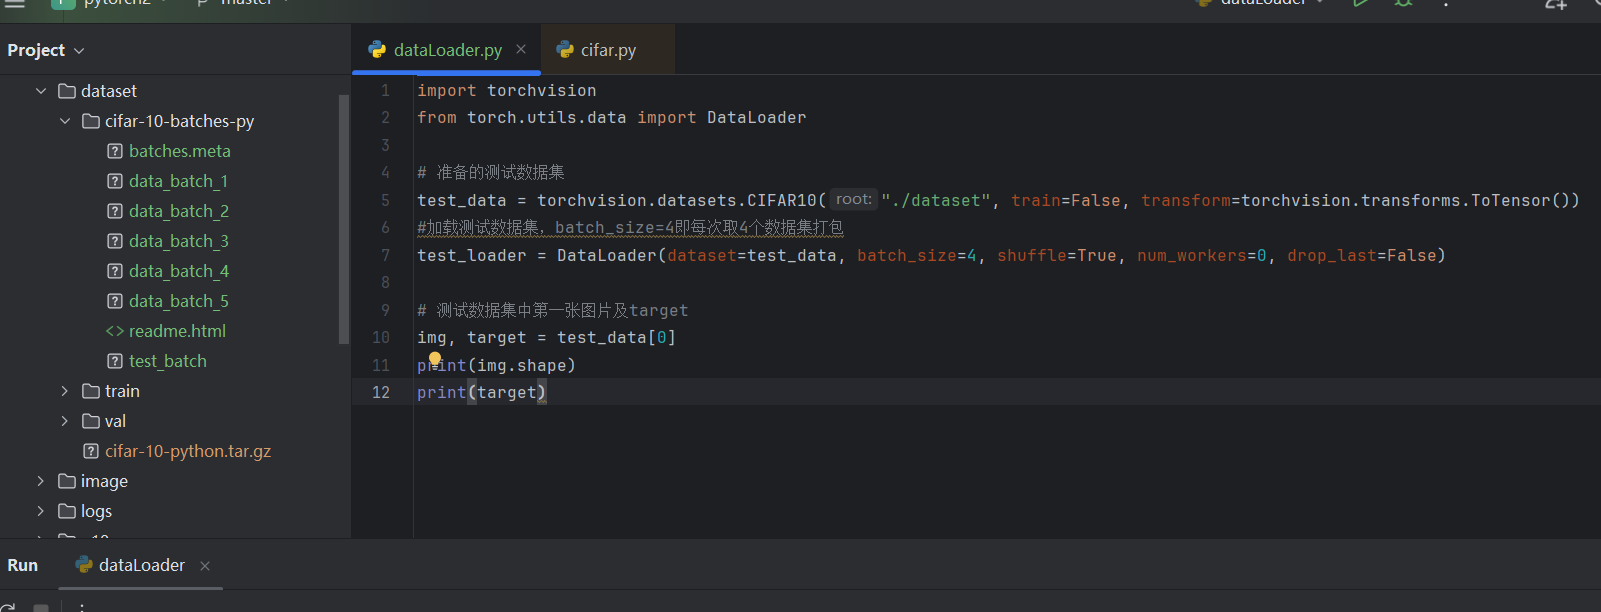 pytorch2
master
dataLoader
Project
dataLoader.py
cifar.py
dataset
cifar-10-batches-py
batches.meta
data_batch_1
data_batch_2
data_batch_3
data_batch_4
data_batch_5
readme.html
test_batch
train
val
cifar-10-python.tar.gz
image
logs
1 import torchvision
2 from torch.utils.data import DataLoader
3
4 # 准备的测试数据集
5 test_data = torchvision.datasets.CIFAR10( root: "./dataset", train=False, transform=torchvision.transforms.ToTensor())
6 #加载测试数据集，batch_size=4即每次取4个数据集打包
7 test_loader = DataLoader(dataset=test_data, batch_size=4, shuffle=True, num_workers=0, drop_last=False)
8
9 # 测试数据集中第一张图片及target
10 img, target = test_data[0]
11 print(img.shape)
12 print(target)
Run
dataLoader